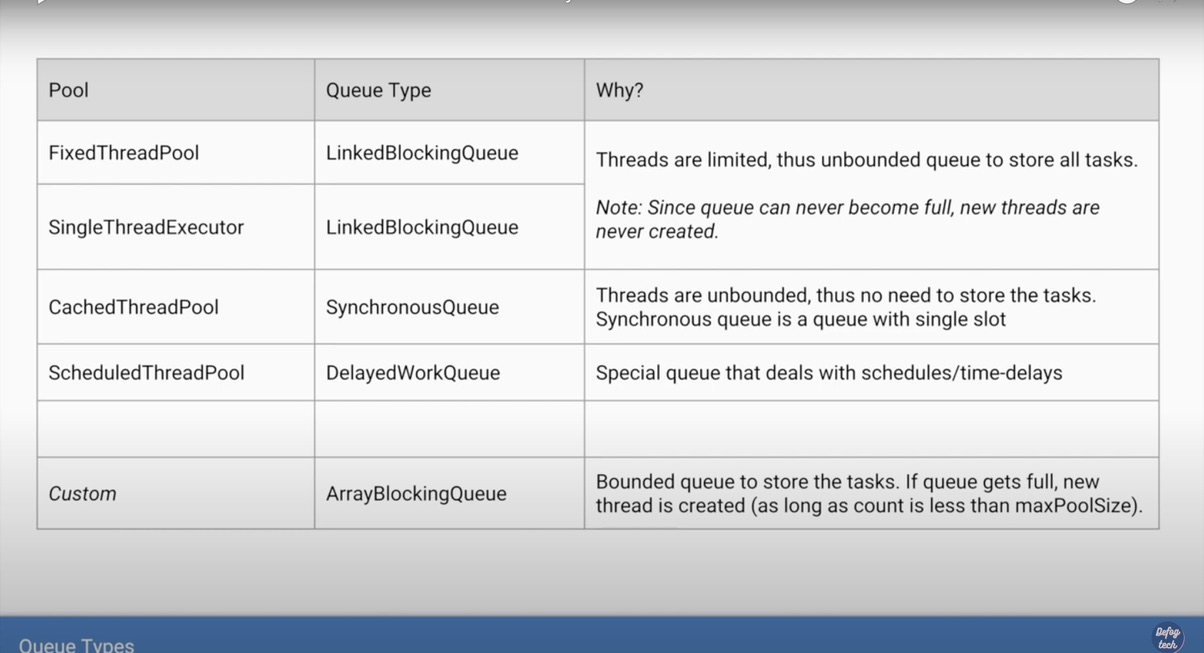 Pool
Queue Type
Why?
FixedThreadPool
LinkedBlockingQueue
Threads are limited, thus unbounded queue to store all tasks.
Note: Since queue can never become full, new threads are
never created.
SingleThreadExecutor
LinkedBlockingQueue
CachedThreadPool
SynchronousQueue
Threads are unbounded, thus no need to store the tasks.
Synchronous queue is a queue with single slot
ScheduledThreadPool
DelayedWorkQueue
Special queue that deals with schedules/time-delays
Custom
ArrayBlockingQueue
Bounded queue to store the tasks. If queue gets full, new
thread is created (as long as count is less than maxPoolSize).
Queue Types
Defog
tech